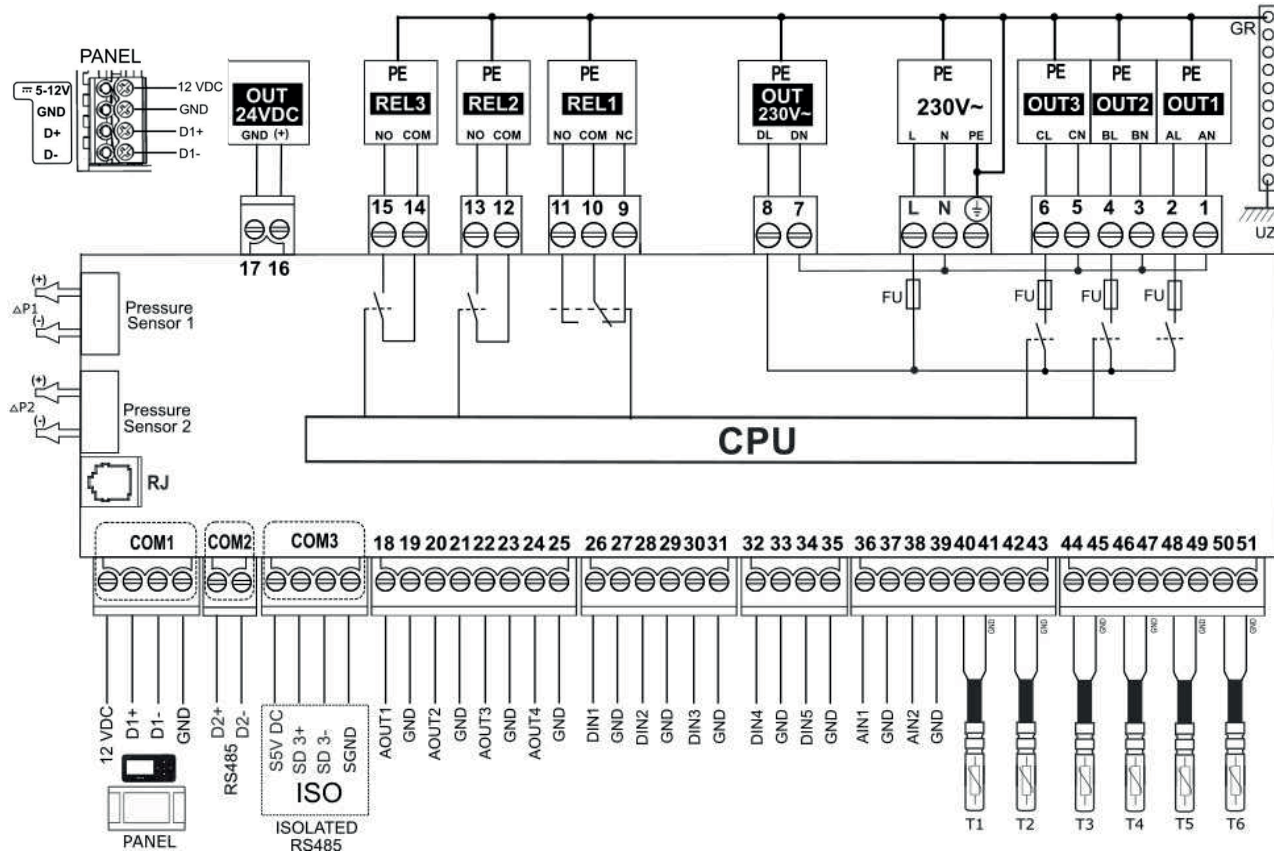 PANEL
⎓ 5-12V
GND
D+
D-
12 VDC
GND
D1+
D1-
OUT
24VDC
GND (+)
PE
REL3
NO COM
PE
REL2
NO COM
PE
REL1
NO COM NC
PE
OUT
230V~
DL DN
PE
230V~
L N PE
PE
OUT3
CL CN
PE
OUT2
BL BN
PE
OUT1
AL AN
GR
UZ
17 16
15 14
13 12
11 10 9
8 7
L N
6 5 4 3 2 1
FU
FU
FU
FU
(+)
△P1
(-)
Pressure
Sensor 1
(+)
△P2
(-)
Pressure
Sensor 2
RJ
CPU
COM1
COM2
COM3
18 19 20 21 22 23 24 25
26 27 28 29 30 31
32 33 34 35
36 37 38 39 40 41 42 43
44 45 46 47 48 49 50 51
12 VDC
D1+
D1-
GND
PANEL
D2+
D2-
RS485
S5V DC
SD 3+
SD 3-
SGND
ISO
ISOLATED
RS485
AOUT1
GND
AOUT2
GND
AOUT3
GND
AOUT4
GND
DIN1
GND
DIN2
GND
DIN3
GND
DIN4
GND
DIN5
GND
AIN1
GND
AIN2
GND
GND
GND
GND
GND
GND
GND
T1
T2
T3
T4
T5
T6